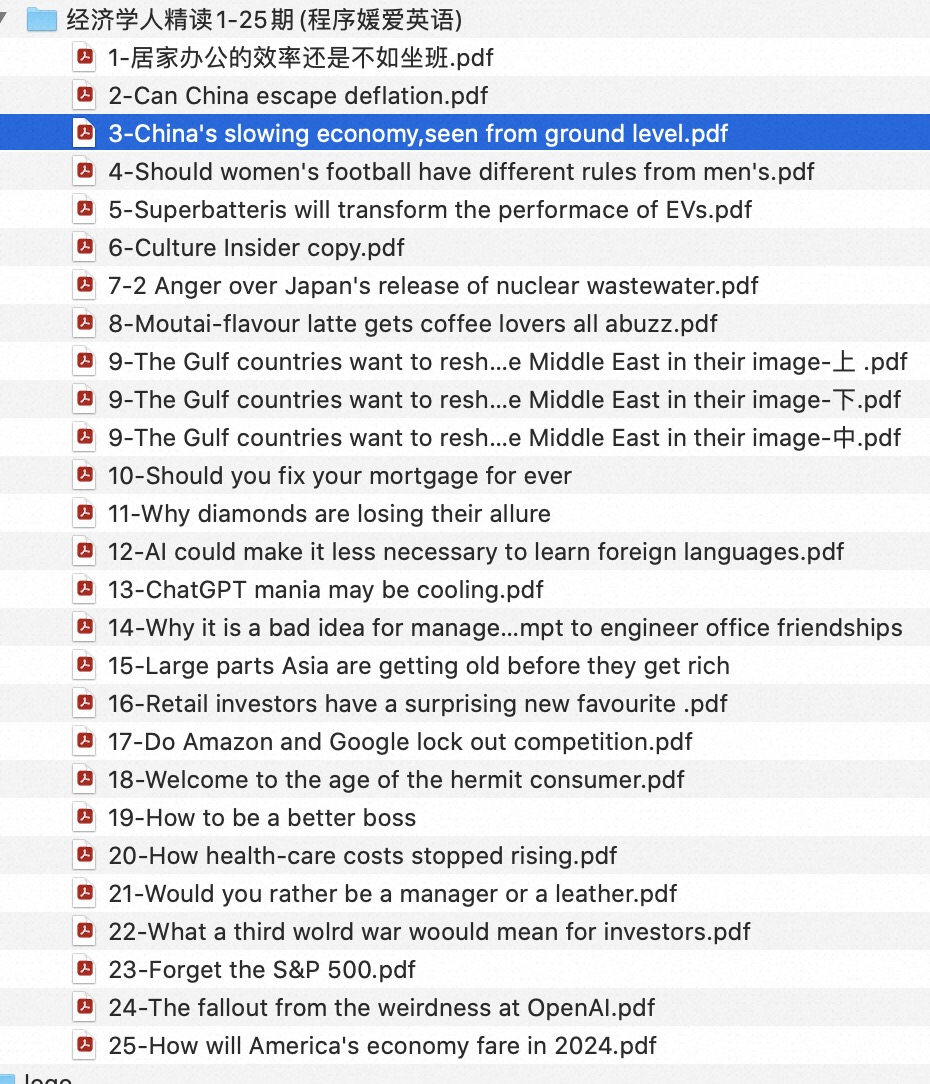 经济学人精读1-25期 (程序媛爱英语)
1-居家办公的效率还是不如坐班.pdf
2-Can China escape deflation.pdf
3-China's slowing economy,seen from ground level.pdf
4-Should women's football have different rules from men's.pdf
5-Superbatteris will transform the performace of EVs.pdf
6-Culture Insider copy.pdf
7-2 Anger over Japan's release of nuclear wastewater.pdf
8-Moutai-flavour latte gets coffee lovers all abuzz.pdf
9-The Gulf countries want to resh...e Middle East in their image-上 .pdf
9-The Gulf countries want to resh...e Middle East in their image-下.pdf
9-The Gulf countries want to resh...e Middle East in their image-中.pdf
10-Should you fix your mortgage for ever
11-Why diamonds are losing their allure
12-AI could make it less necessary to learn foreign languages.pdf
13-ChatGPT mania may be cooling.pdf
14-Why it is a bad idea for manage...mpt to engineer office friendships
15-Large parts Asia are getting old before they get rich
16-Retail investors have a surprising new favourite .pdf
17-Do Amazon and Google lock out competition.pdf
18-Welcome to the age of the hermit consumer.pdf
19-How to be a better boss
20-How health-care costs stopped rising.pdf
21-Would you rather be a manager or a leather.pdf
22-What a third wolrd war woould mean for investors.pdf
23-Forget the S&P 500.pdf
24-The fallout from the weirdness at OpenAI.pdf
25-How will America's economy fare in 2024.pdf